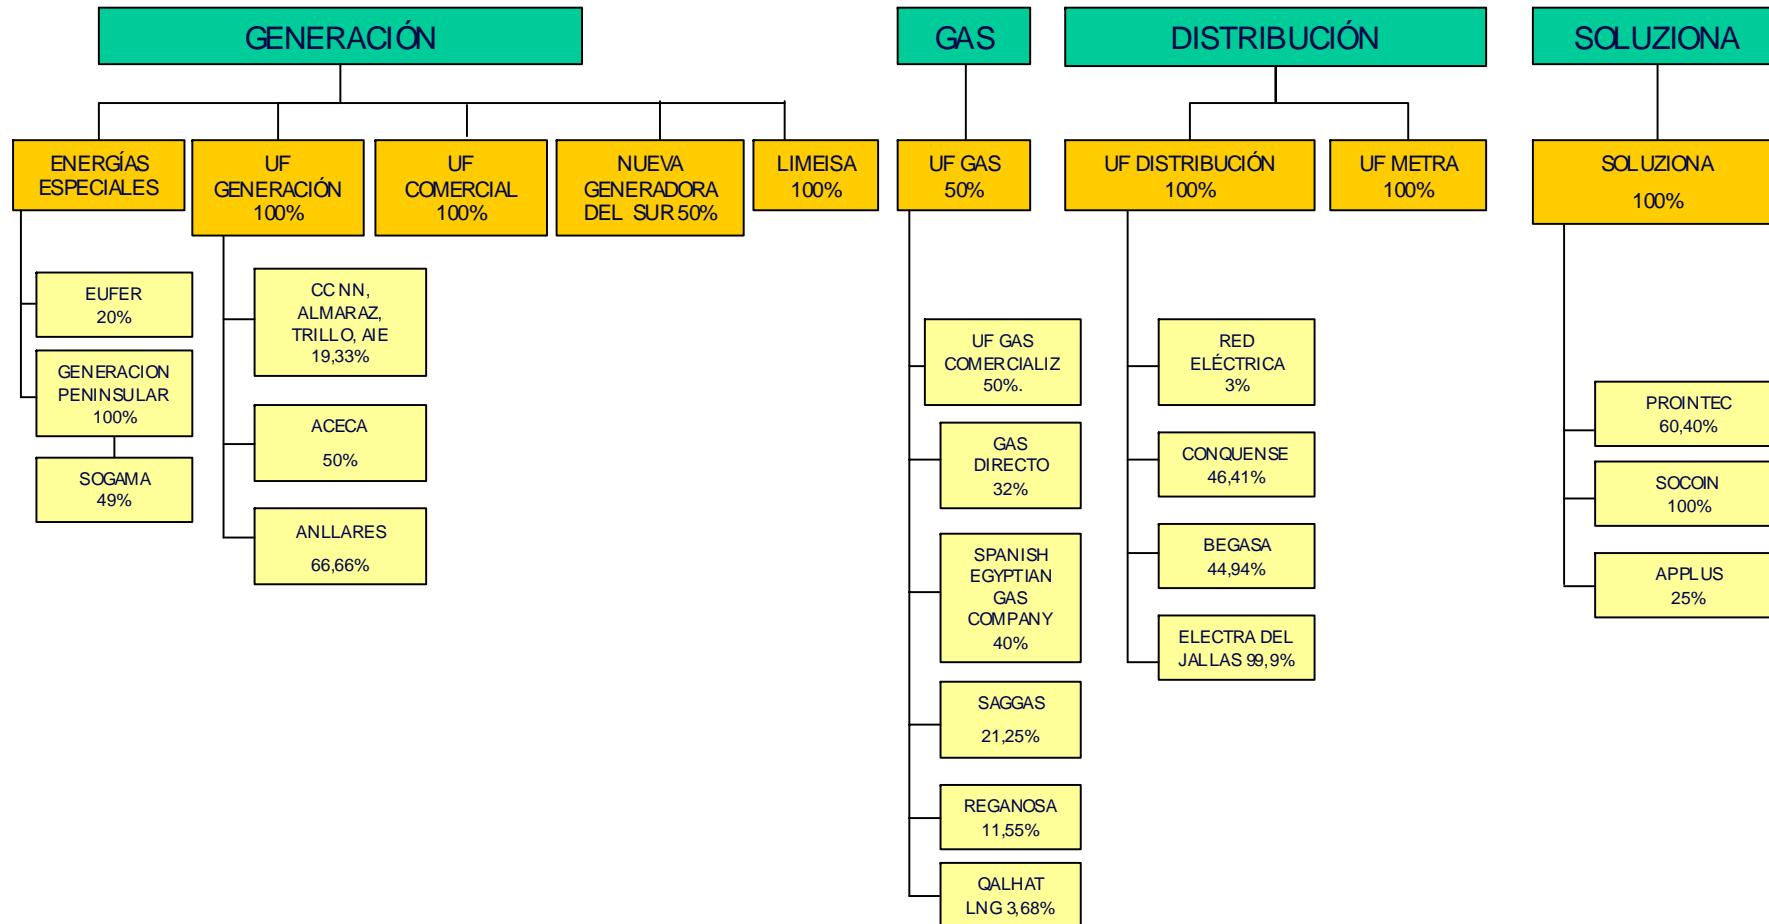 GENERACIÓN
GAS
DISTRIBUCIÓN
SOLUZIONA
ENERGÍAS
ESPECIALES
UF
GENERACIÓN
100%
UF
COMERCIAL
100%
NUEVA
GENERADORA
DEL SUR 50%
LIMEISA
100%
UF GAS
50%
UF DISTRIBUCIÓN
100%
UF METRA
100%
SOLUZIONA
100%
EUFER
20%
GENERACION
PENINSULAR
100%
SOGAMA
49%
CC NN,
ALMARAZ,
TRILLO, AIE
19,33%
ACECA
50%
ANLLARES
66,66%
UF GAS
COMERCIALIZ
50%.
GAS
DIRECTO
32%
SPANISH
EGYPTIAN
GAS
COMPANY
40%
SAGGAS
21,25%
REGANOSA
11,55%
QALHAT
LNG 3,68%
RED
ELÉCTRICA
3%
CONQUENSE
46,41%
BEGASA
44,94%
ELECTRA DEL
JALLAS 99,9%
PROINTEC
60,40%
SOCOIN
100%
APPLUS
25%